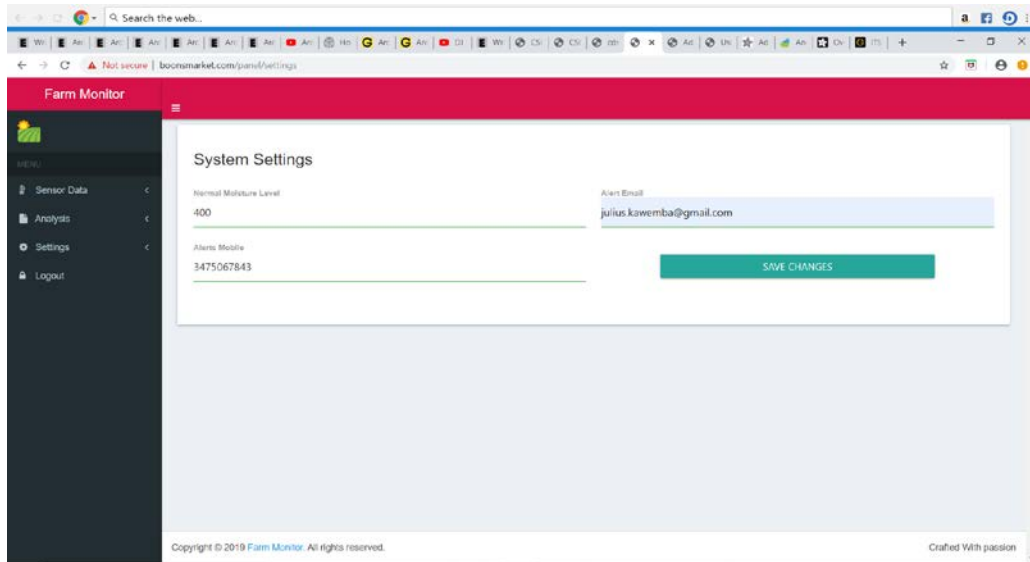 Search the web...
Not secure | boonsmarket.com/panel/settings
Farm Monitor
MENU
Sensor Data
Analysis
Settings
Logout
System Settings
Normal Moisture Level
400
Alert Email
julius.kawemba@gmail.com
Alerts Mobile
3475067843
SAVE CHANGES
Copyright © 2019 Farm Monitor. All rights reserved.
Crafted With passion